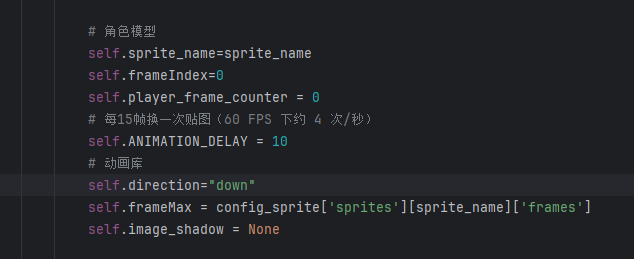 # 角色模型
self.sprite_name=sprite_name
self.frameIndex=0
self.player_frame_counter = 0
# 每15帧换一次贴图（60 FPS 下约 4 次/秒）
self.ANIMATION_DELAY = 10
# 动画库
self.direction="down"
self.frameMax = config_sprite['sprites'][sprite_name]['frames']
self.image_shadow = None